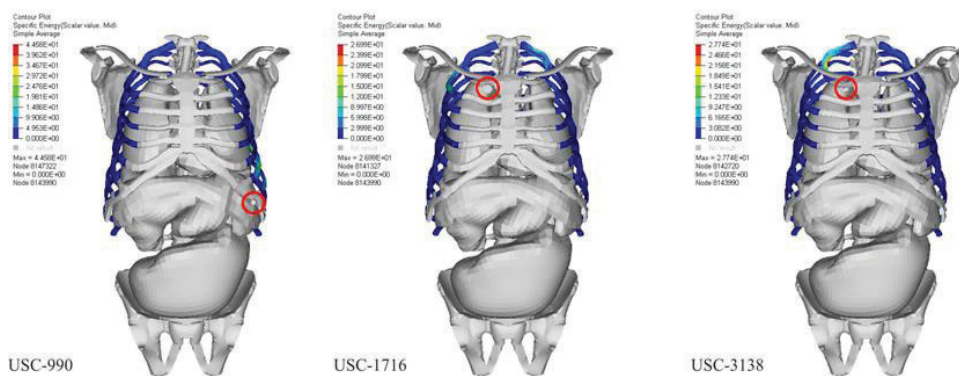 Contour Plot
Specific Energy(Scalar value, Mid)
Simple Average
4.458E+01
3.962E+01
3.467E+01
2.972E+01
2.476E+01
1.981E+01
1.486E+01
9.906E+00
4.953E+00
0.000E+00
No result
Max = 4.458E+01
Node 8147322
Min = 0.000E+00
Node 8143990
USC-990
Contour Plot
Specific Energy(Scalar value, Mid)
Simple Average
2.699E+01
2.399E+01
2.099E+01
1.799E+01
1.500E+01
1.200E+01
8.997E+00
5.998E+00
2.999E+00
0.000E+00
No result
Max = 2.699E+01
Node 8141327
Min = 0.000E+00
Node 8143990
USC-1716
Contour Plot
Specific Energy(Scalar value, Mid)
Simple Average
2.774E+01
2.466E+01
2.158E+01
1.849E+01
1.541E+01
1.233E+01
9.247E+00
6.165E+00
3.082E+00
0.000E+00
No result
Max = 2.774E+01
Node 8142720
Min = 0.000E+00
Node 8143990
USC-3138